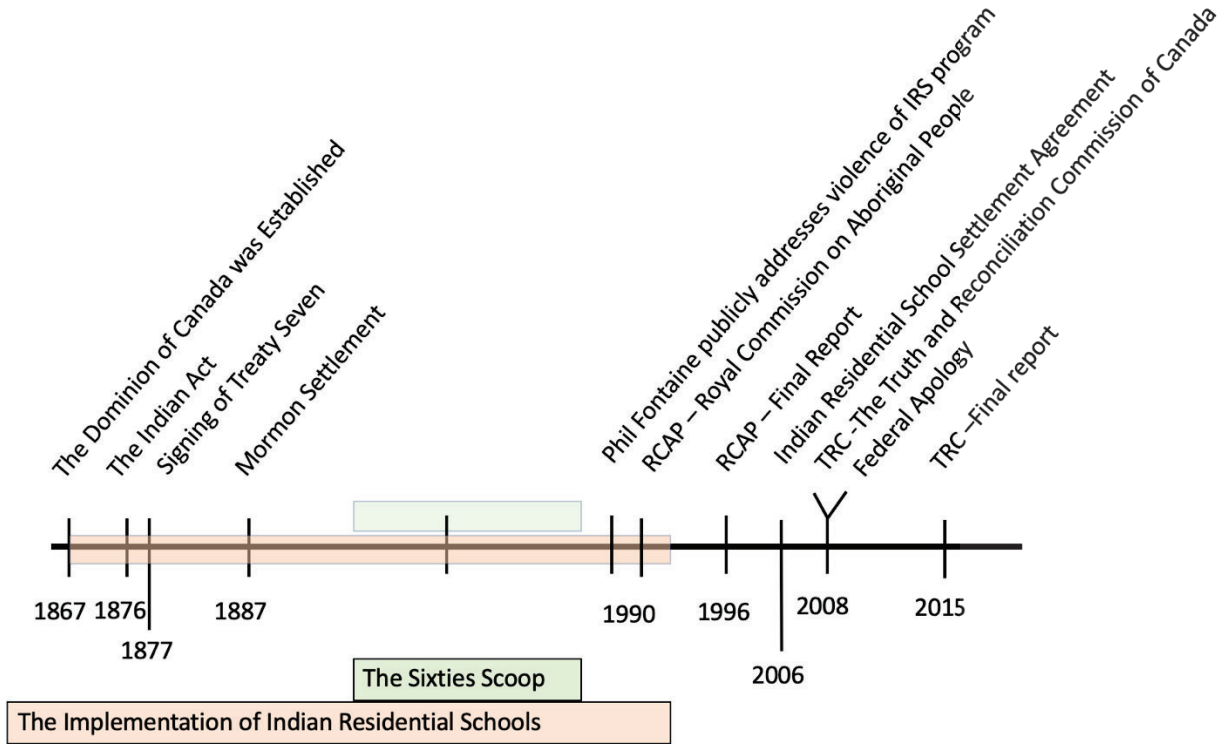 The Dominion of Canada was Established
The Indian Act
Signing of Treaty Seven
Mormon Settlement
Phil Fontaine publicly addresses violence of IRS program
RCAP – Royal Commission on Aboriginal People
RCAP – Final Report
Indian Residential School Settlement Agreement
TRC -The Truth and Reconciliation Commission of Canada
Federal Apology
TRC –Final report
1867
1876
1877
1887
1990
1996
2006
2008
2015
The Sixties Scoop
The Implementation of Indian Residential Schools